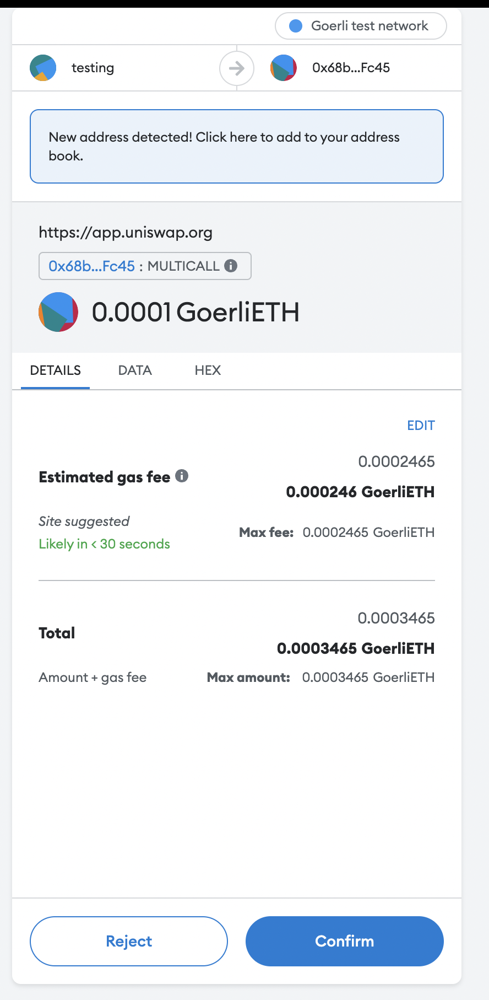 Goerli test network
testing
0x68b...Fc45
New address detected! Click here to add to your address
book.
https://app.uniswap.org
0x68b...Fc45 : MULTICALL
0.0001 GoerliETH
DETAILS DATA HEX
EDIT
0.0002465
Estimated gas fee
0.000246 GoerliETH
Site suggested
Max fee: 0.0002465 GoerliETH
Likely in < 30 seconds
0.0003465
Total
0.0003465 GoerliETH
Amount + gas fee Max amount: 0.0003465 GoerliETH
Reject Confirm